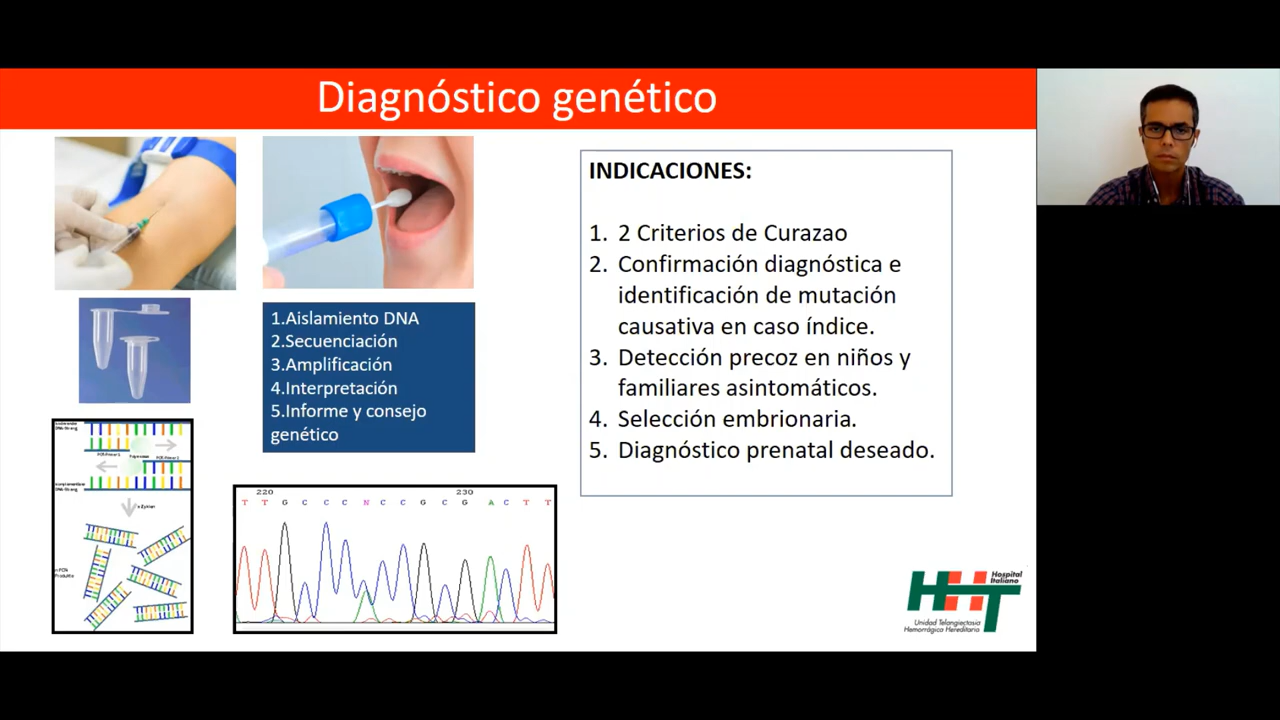 Diagnóstico genético
INDICACIONES:
1. 2 Criterios de Curazao
2. Confirmación diagnóstica e
identificación de mutación
causativa en caso índice.
3. Detección precoz en niños y
familiares asintomáticos.
4. Selección embrionaria.
5. Diagnóstico prenatal deseado.
1.Aislamiento DNA
2.Secuenciación
3.Amplificación
4.Interpretación
5.Informe y consejo
genético
220 230
T T G C C C N C C G C G A C T T
HHT
Hospital
Italiano
Unidad Telangiectasia
Hemorrágica Hereditaria